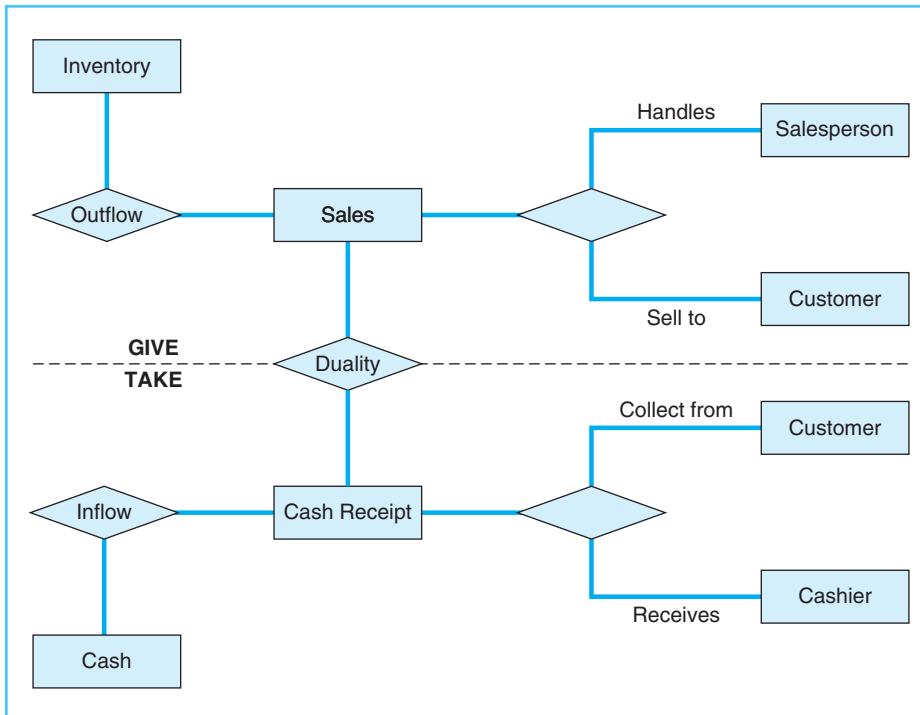 Inventory
Handles
Salesperson
Outflow
Sales
Customer
Sell to
GIVE
Duality
TAKE
Collect from
Customer
Inflow
Cash Receipt
Cashier
Receives
Cash